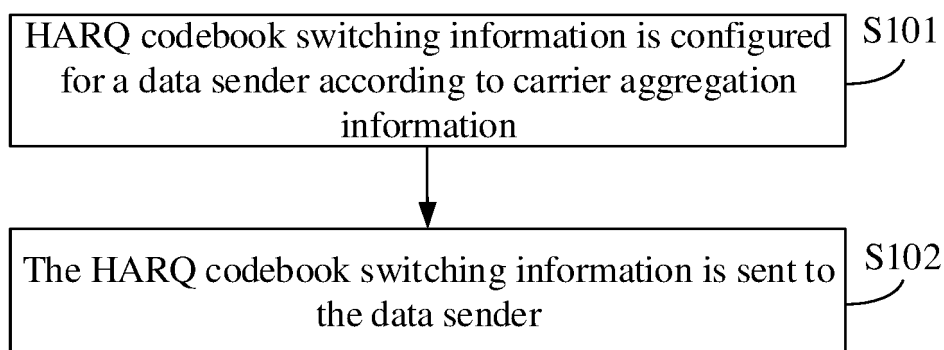 HARQ codebook switching information is configured
for a data sender according to carrier aggregation
information
S101
The HARQ codebook switching information is sent to
the data sender
S102